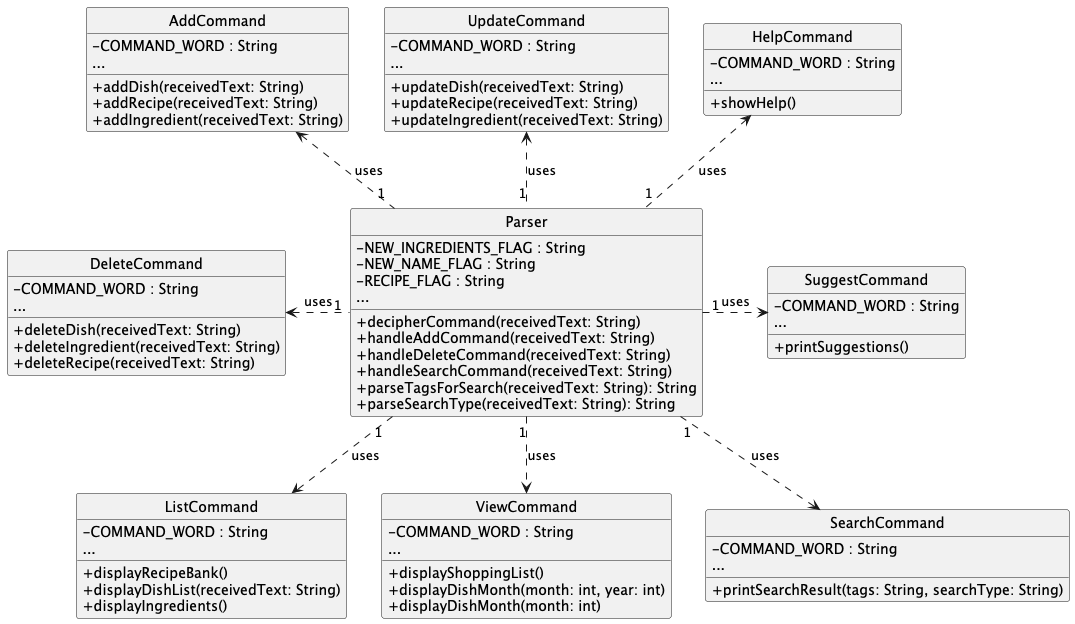 AddCommand
-COMMAND_WORD : String
...
+addDish(receivedText: String)
+addRecipe(receivedText: String)
+addIngredient(receivedText: String)
UpdateCommand
-COMMAND_WORD : String
...
+updateDish(receivedText: String)
+updateRecipe(receivedText: String)
+updateIngredient(receivedText: String)
HelpCommand
-COMMAND_WORD : String
...
+showHelp()
uses
1
uses
1
uses
1
Parser
-NEW_INGREDIENTS_FLAG : String
-NEW_NAME_FLAG : String
-RECIPE_FLAG : String
...
+decipherCommand(receivedText: String)
+handleAddCommand(receivedText: String)
+handleDeleteCommand(receivedText: String)
+handleSearchCommand(receivedText: String)
+parseTagsForSearch(receivedText: String): String
+parseSearchType(receivedText: String): String
DeleteCommand
-COMMAND_WORD : String
...
+deleteDish(receivedText: String)
+deleteIngredient(receivedText: String)
+deleteRecipe(receivedText: String)
uses
1
1
uses
SuggestCommand
-COMMAND_WORD : String
...
+printSuggestions()
1
uses
1
uses
1
uses
ListCommand
-COMMAND_WORD : String
...
+displayRecipeBank()
+displayDishList(receivedText: String)
+displayIngredients()
ViewCommand
-COMMAND_WORD : String
...
+displayShoppingList()
+displayDishMonth(month: int, year: int)
+displayDishMonth(month: int)
SearchCommand
-COMMAND_WORD : String
...
+printSearchResult(tags: String, searchType: String)